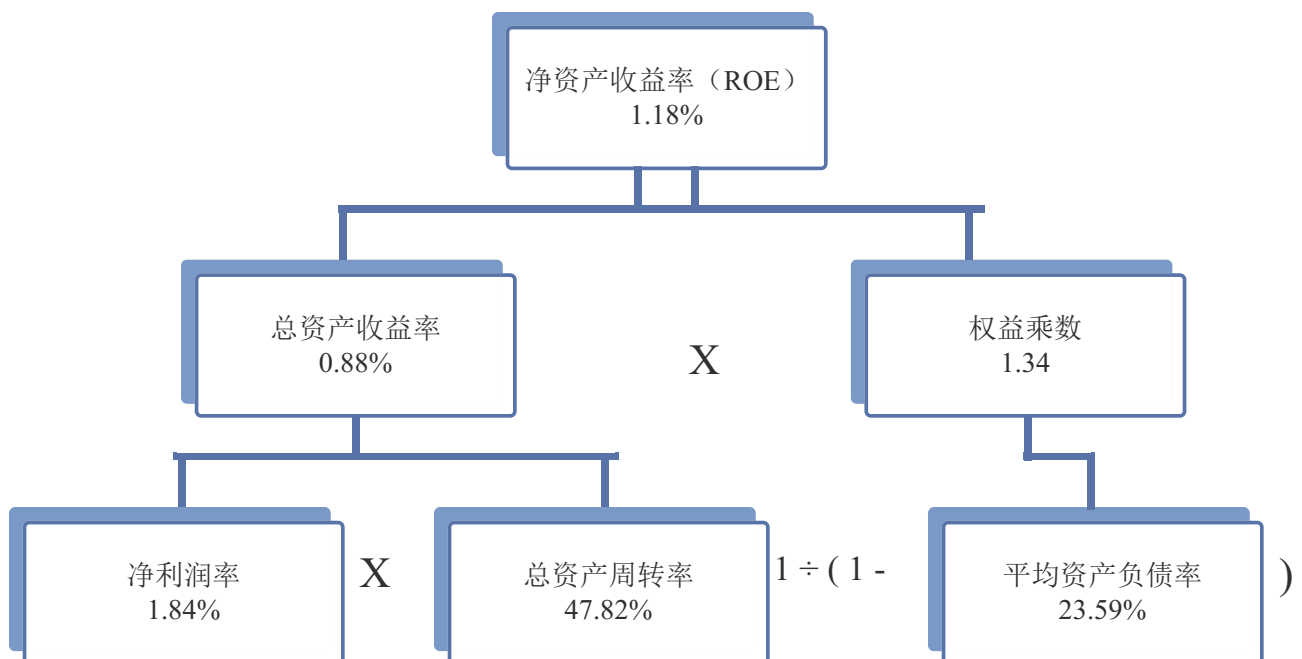 净资产收益率（ROE）
1.18%
总资产收益率
0.88%
X
权益乘数
1.34
净利润率
1.84%
X
总资产周转率
47.82%
1 ÷ ( 1 -
平均资产负债率
23.59%
)